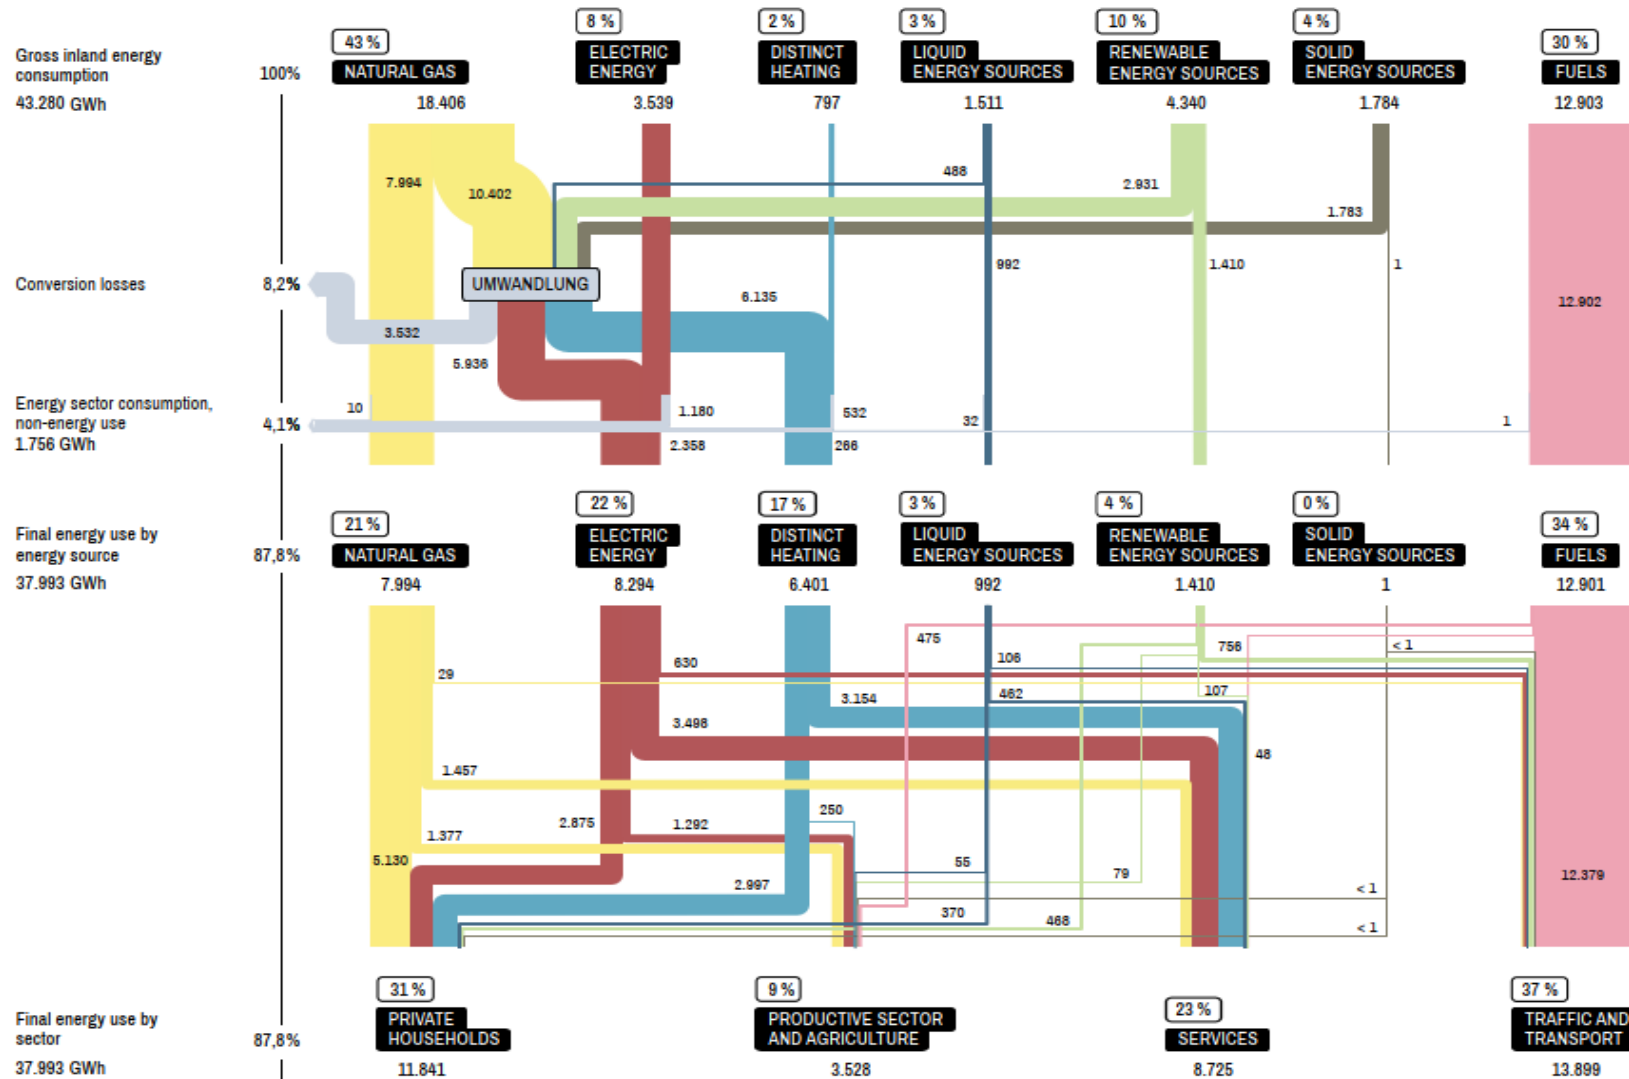 43 %
8 %
2 %
3 %
10 %
4 %
30 %
Gross inland energy
consumption
43.280 GWh
100%
NATURAL GAS
ELECTRIC
ENERGY
DISTINCT
HEATING
LIQUID
ENERGY SOURCES
RENEWABLE
ENERGY SOURCES
SOLID
ENERGY SOURCES
FUELS
18.406
3.539
797
1.511
4.340
1.784
12.903
7.994
10.402
488
2.931
1.783
992
1.410
1
Conversion losses
8,2%
UMWANDLUNG
6.135
12.902
3.532
5.936
Energy sector consumption,
non-energy use
1.756 GWh
4,1%
10
1.180
532
32
1
2.358
266
21 %
22 %
17 %
3 %
4 %
0 %
34 %
Final energy use by
energy source
37.993 GWh
87,8%
NATURAL GAS
ELECTRIC
ENERGY
DISTINCT
HEATING
LIQUID
ENERGY SOURCES
RENEWABLE
ENERGY SOURCES
SOLID
ENERGY SOURCES
FUELS
7.994
8.294
6.401
992
1.410
1
12.901
475
756
< 1
630
106
29
3.154
462
107
3.498
48
1.457
250
2.875
1.292
1.377
5.130
55
79
12.379
2.997
< 1
370
468
< 1
31 %
9 %
23 %
37 %
Final energy use by
sector
37.993 GWh
87,8%
PRIVATE
HOUSEHOLDS
PRODUCTIVE SECTOR
AND AGRICULTURE
SERVICES
TRAFFIC AND
TRANSPORT
11.841
3.528
8.725
13.899